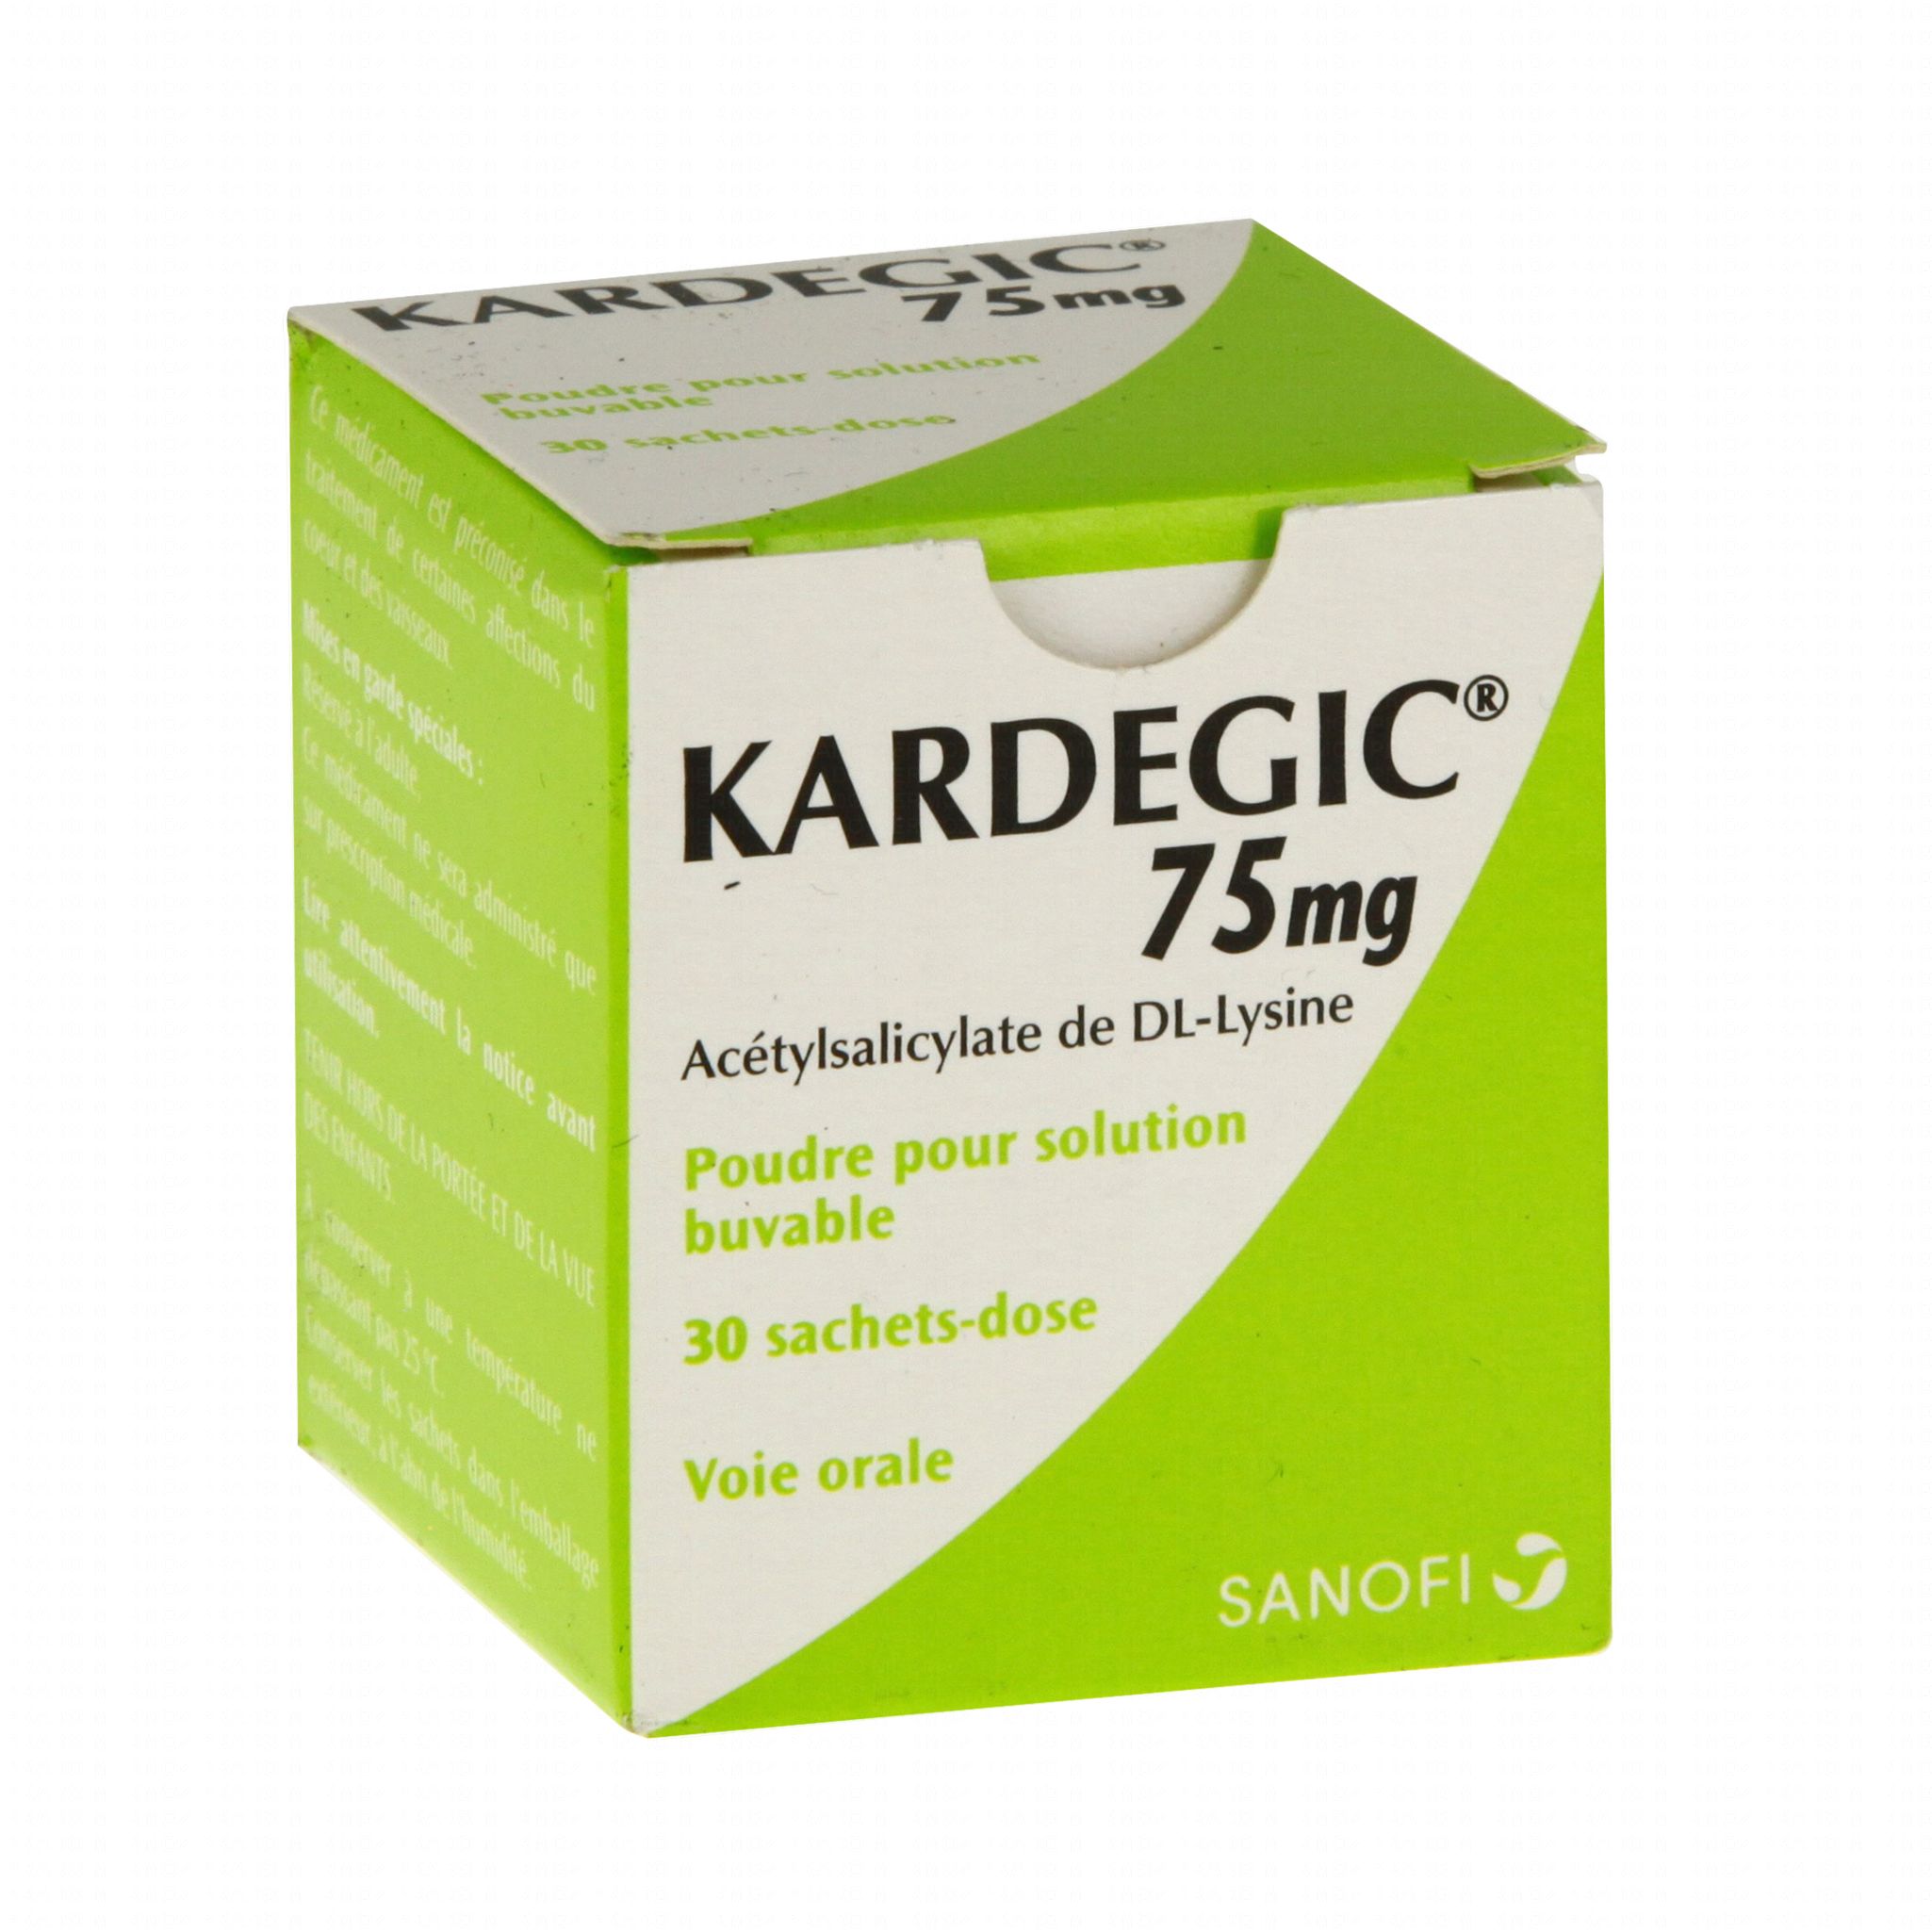 KARDEGIC®
75mg
Poudre pour solution
buvable
30 sachets-dose
Ce médicament est préconisé dans le
traitement de certaines affections du
coeur et des vaisseaux.
Mises en garde spéciales :
Réservé à l'adulte.
Ce médicament ne sera administré que
sur prescription médicale.
Lire attentivement la notice avant
utilisation.
TENIR HORS DE LA PORTÉE ET DE LA VUE
DES ENFANTS.
A conserver à une température ne
dépassant pas 25 °C.
Conserver les sachets dans l'emballage
extérieur, à l'abri de l'humidité.
KARDEGIC®
75mg
Acétylsalicylate de DL-Lysine
Poudre pour solution
buvable
30 sachets-dose
Voie orale
SANOFI